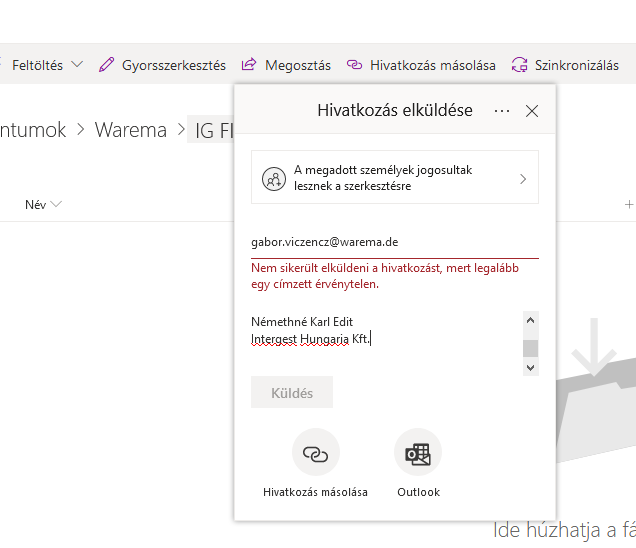 Feltöltés
Gyorsszerkesztés
Megosztás
Hivatkozás másolása
Szinkronizálás
Hivatkozás elküldése
ntumok > Warema > IG FI
A megadott személyek jogosultak
lesznek a szerkesztésre
Név
gabor.viczencz@warema.de
Nem sikerült elküldeni a hivatkozást, mert legalább
egy címzett érvénytelen.
Némethné Karl Edit
Intergest Hungaria Kft.
Küldés
Hivatkozás másolása
Outlook
Ide húzhatja a fá